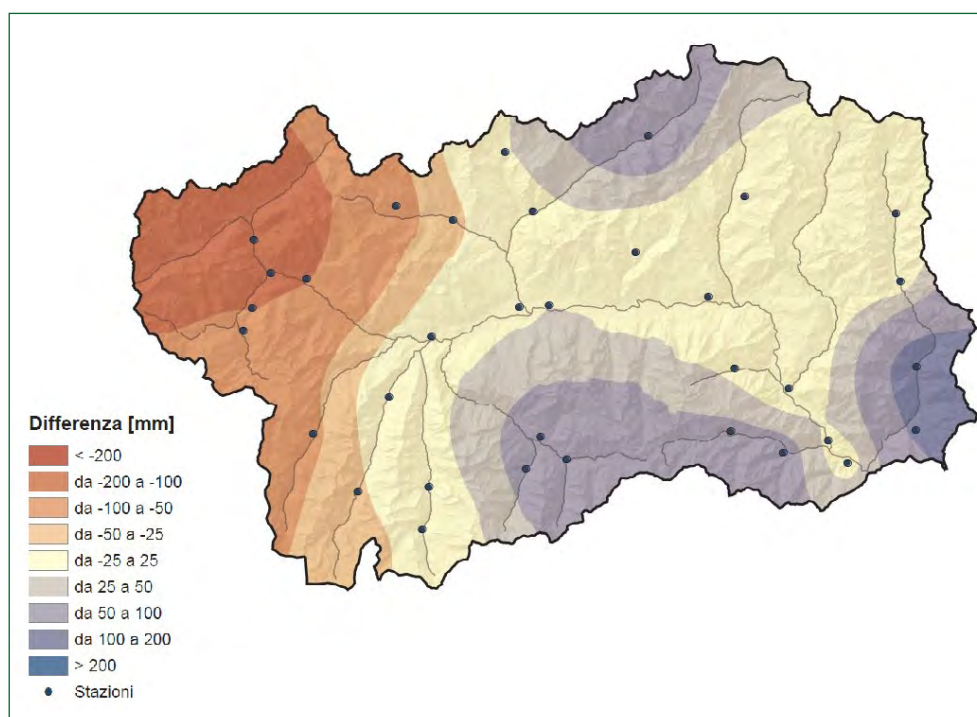 Differenza [mm]
< -200
da -200 a -100
da -100 a -50
da -50 a -25
da -25 a 25
da 25 a 50
da 50 a 100
da 100 a 200
> 200
Stazioni